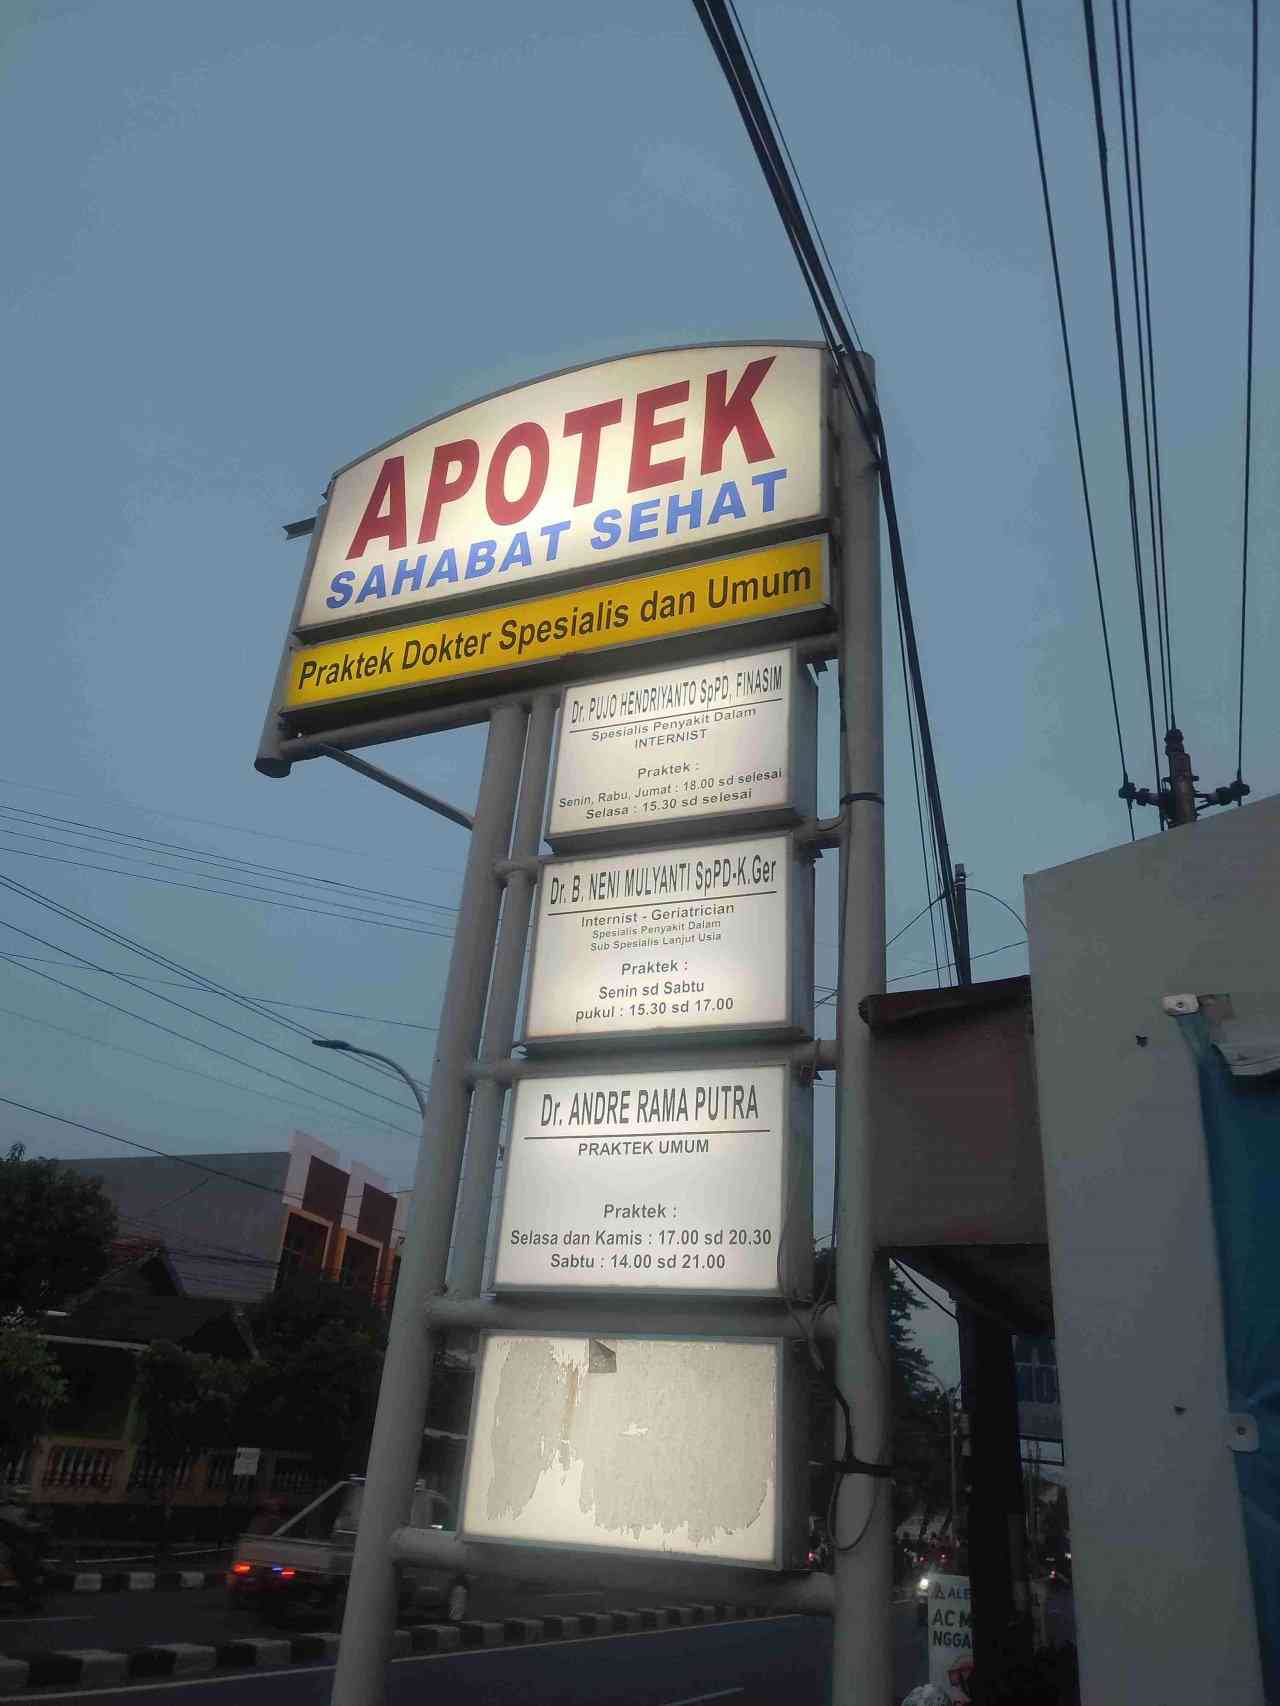 APOTEK
SAHABAT SEHAT
Praktek Dokter Spesialis dan Umum
Dr. PUJO HENDRIYANTO SpPD, FINASIM
Spesialis Penyakit Dalam
INTERNIST
Praktek :
Senin, Rabu, Jumat : 18.00 sd selesai
Selasa : 15.30 sd selesai
Dr. B. NENI MULYANTI SpPD-K.Ger
Internist - Geriatrician
Spesialis Penyakit Dalam
Sub Spesialis Lanjut Usia
Praktek :
Senin sd Sabtu
pukul : 15.30 sd 17.00
Dr. ANDRE RAMA PUTRA
PRAKTEK UMUM
Praktek :
Selasa dan Kamis : 17.00 sd 20.30
Sabtu : 14.00 sd 21.00
ALE
AC M
NGGA